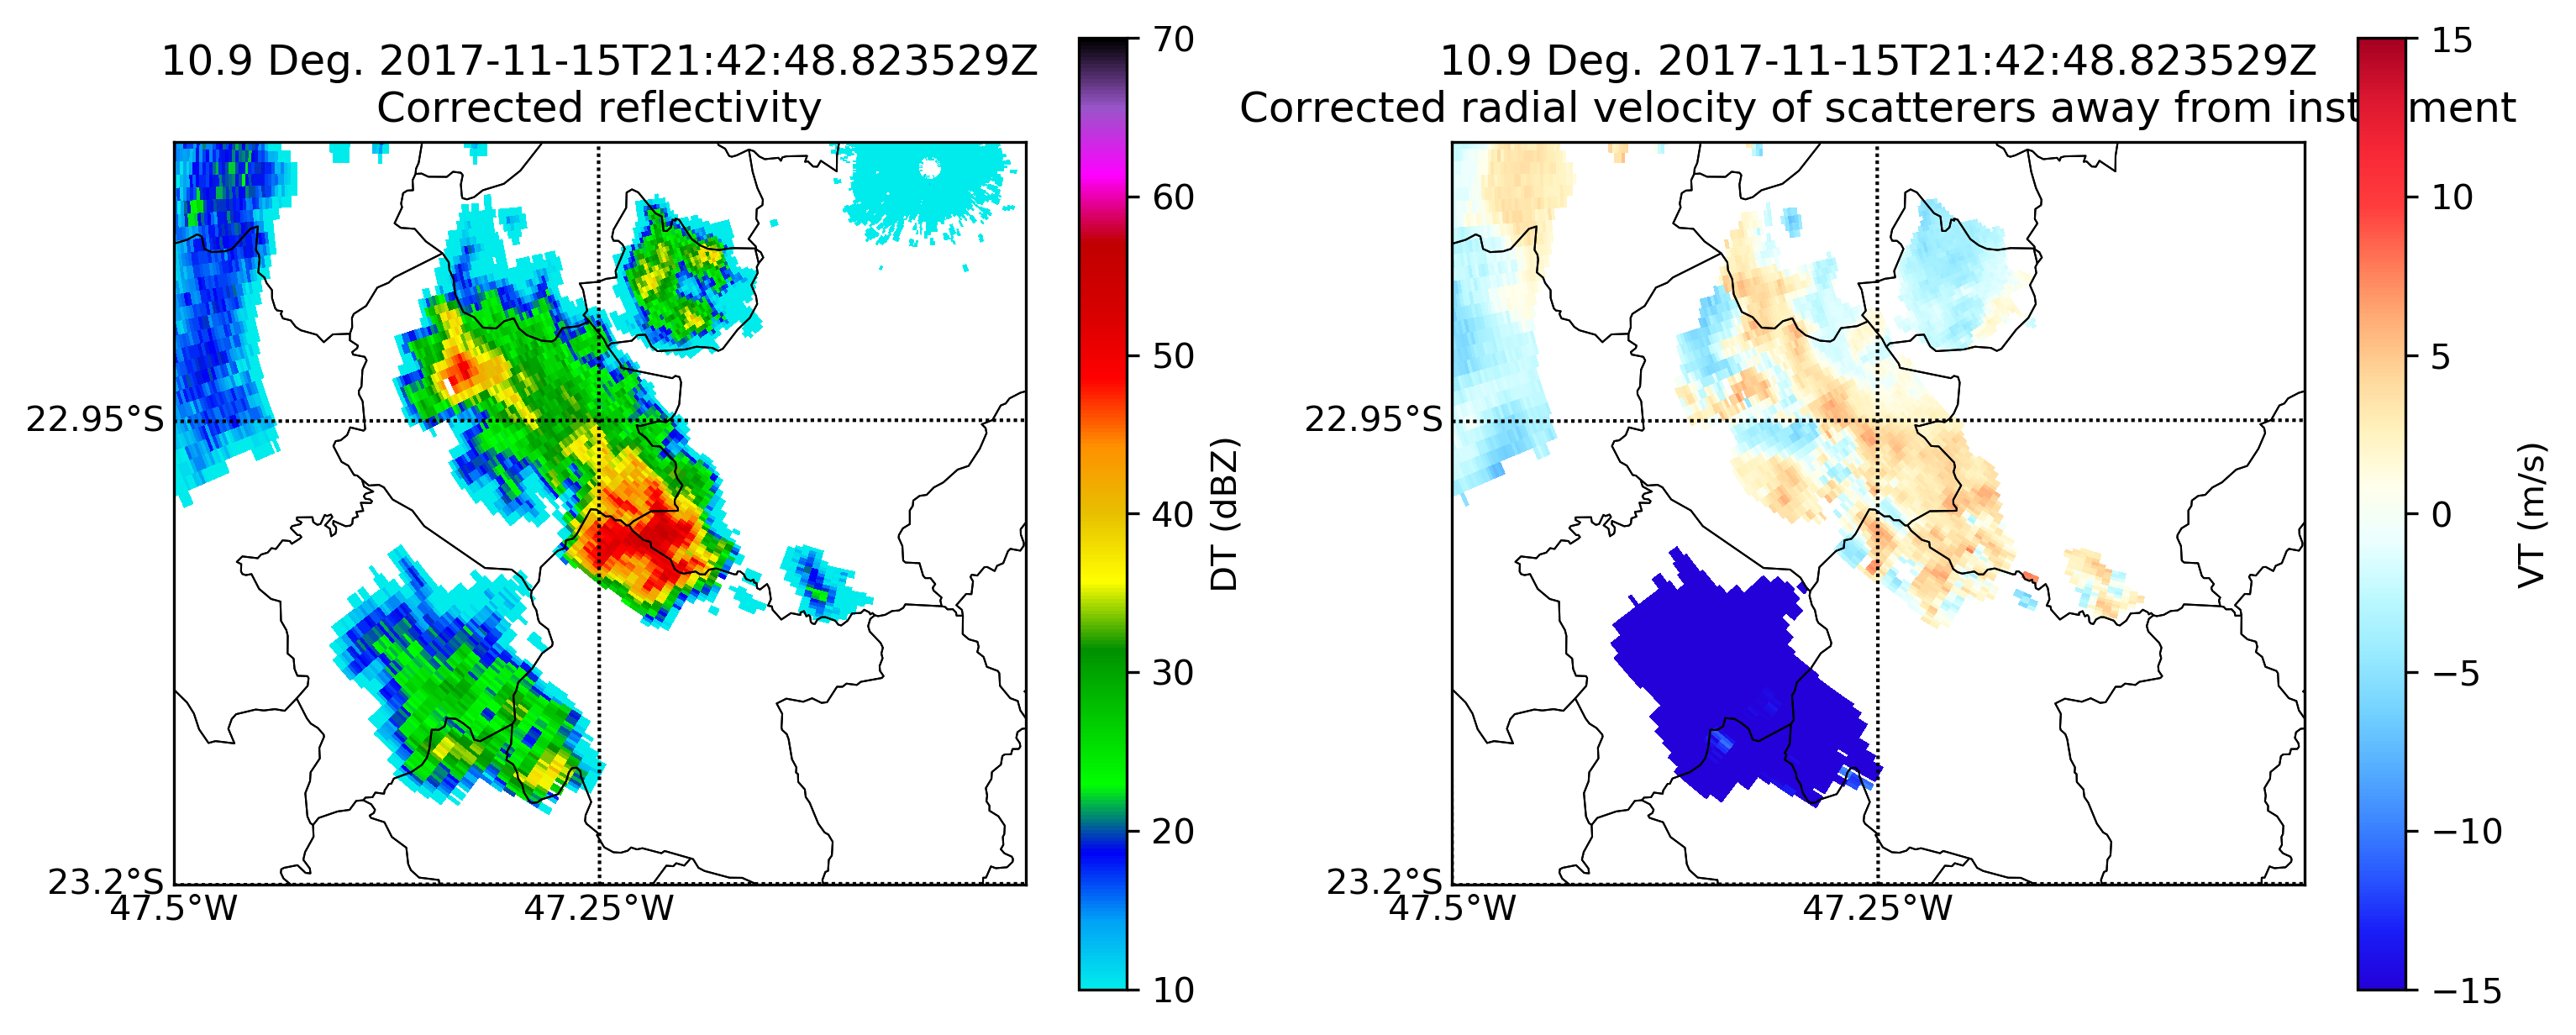 10.9 Deg. 2017-11-15T21:42:48.823529Z
Corrected reflectivity
22.95°S
23.2°S
47.5°W
47.25°W
70
60
50
40
30
20
10
DT (dBZ)
10.9 Deg. 2017-11-15T21:42:48.823529Z
Corrected radial velocity of scatterers away from inst ment
22.95°S
23.2°S
47.5°W
47.25°W
15
10
5
0
−5
−10
−15
VT (m/s)